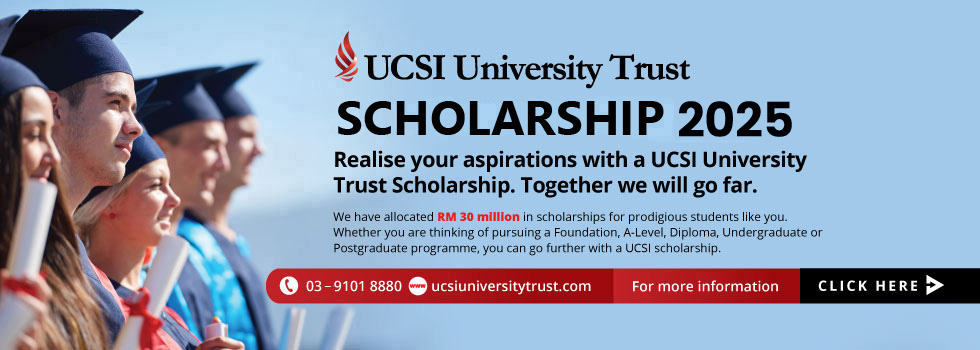 UCSI University Trust
SCHOLARSHIP 2025
Realise your aspirations with a UCSI University
Trust Scholarship. Together we will go far.
We have allocated RM 30 million in scholarships for prodigious students like you.
Whether you are thinking of pursuing a Foundation, A-Level, Diploma, Undergraduate or
Postgraduate programme, you can go further with a UCSI scholarship.
03 – 9101 8880 www ucsiuniversitytrust.com For more information CLICK HERE